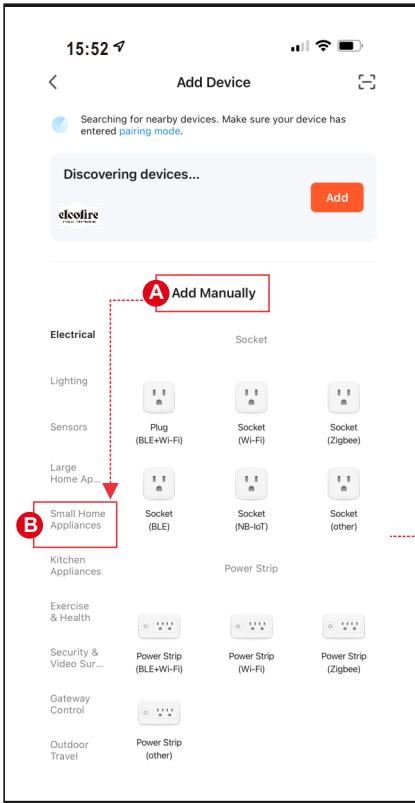 15:52
Add Device
Searching for nearby devices. Make sure your device has
entered pairing mode.
Discovering devices...
elcofire
Add
A
Add Manually
Electrical
Lighting
Sensors
Large
Home Ap...
Small Home
Appliances
B
Kitchen
Appliances
Exercise
& Health
Security &
Video Sur...
Gateway
Control
Outdoor
Travel
Socket
Plug
(BLE+Wi-Fi)
Socket
(Wi-Fi)
Socket
(Zigbee)
Socket
(BLE)
Socket
(NB-IoT)
Socket
(other)
Power Strip
Power Strip
(BLE+Wi-Fi)
Power Strip
(Wi-Fi)
Power Strip
(Zigbee)
Power Strip
(other)